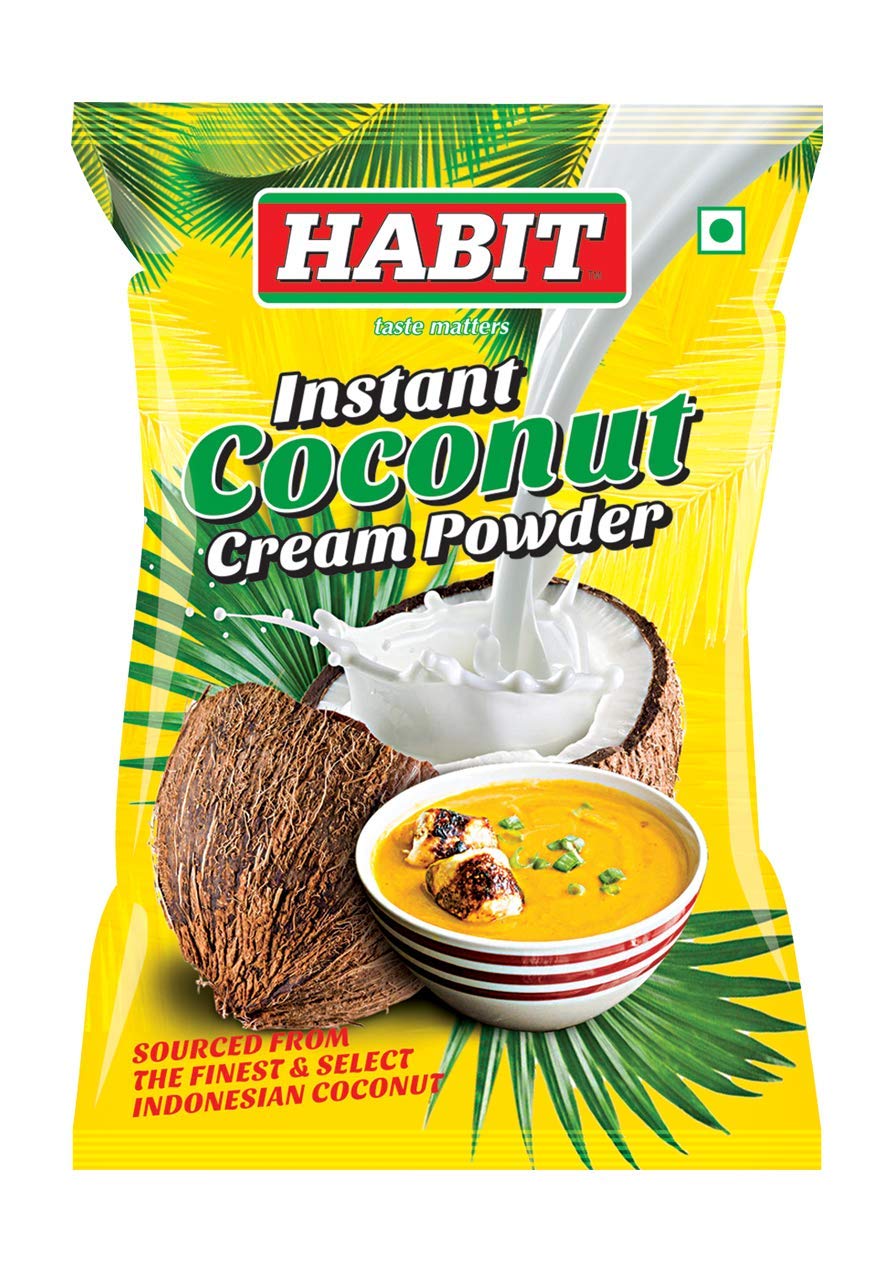 HABIT
TM
taste matters
Instant
Coconut
Cream Powder
SOURCED FROM
THE FINEST & SELECT
INDONESIAN COCONUT